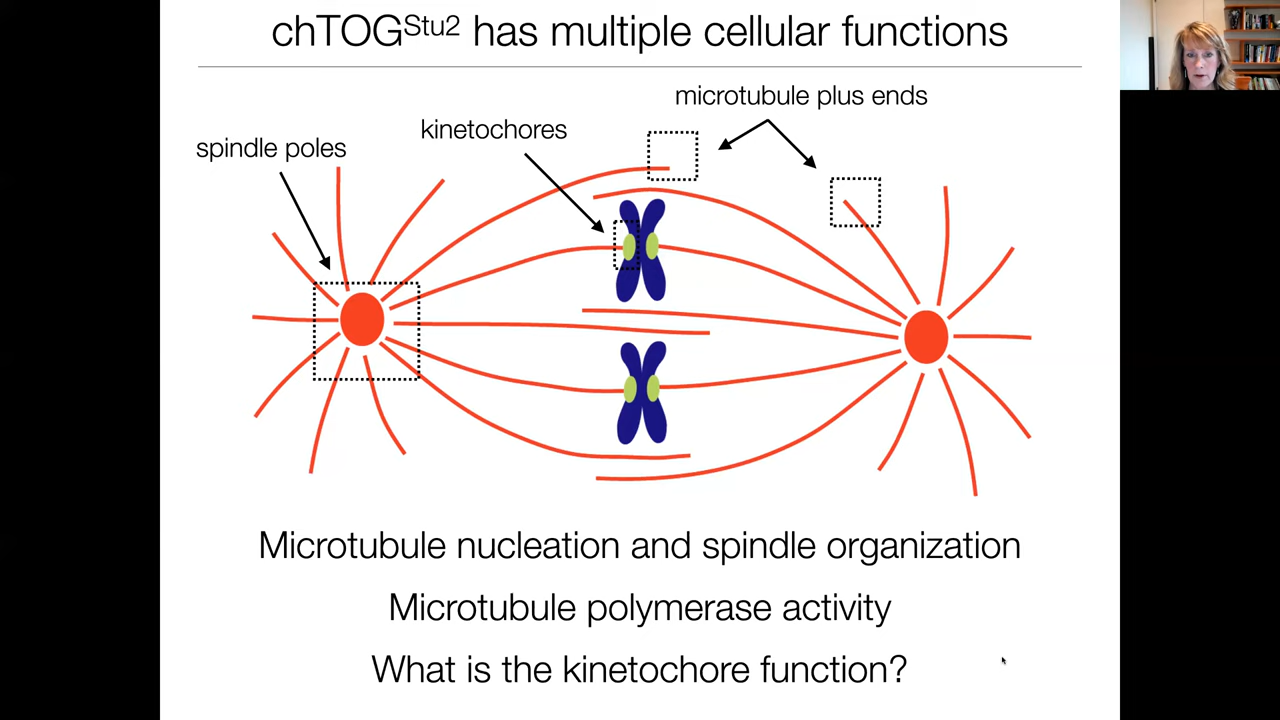 chTOGStu2 has multiple cellular functions
microtubule plus ends
kinetochores
spindle poles
Microtubule nucleation and spindle organization
Microtubule polymerase activity
What is the kinetochore function?